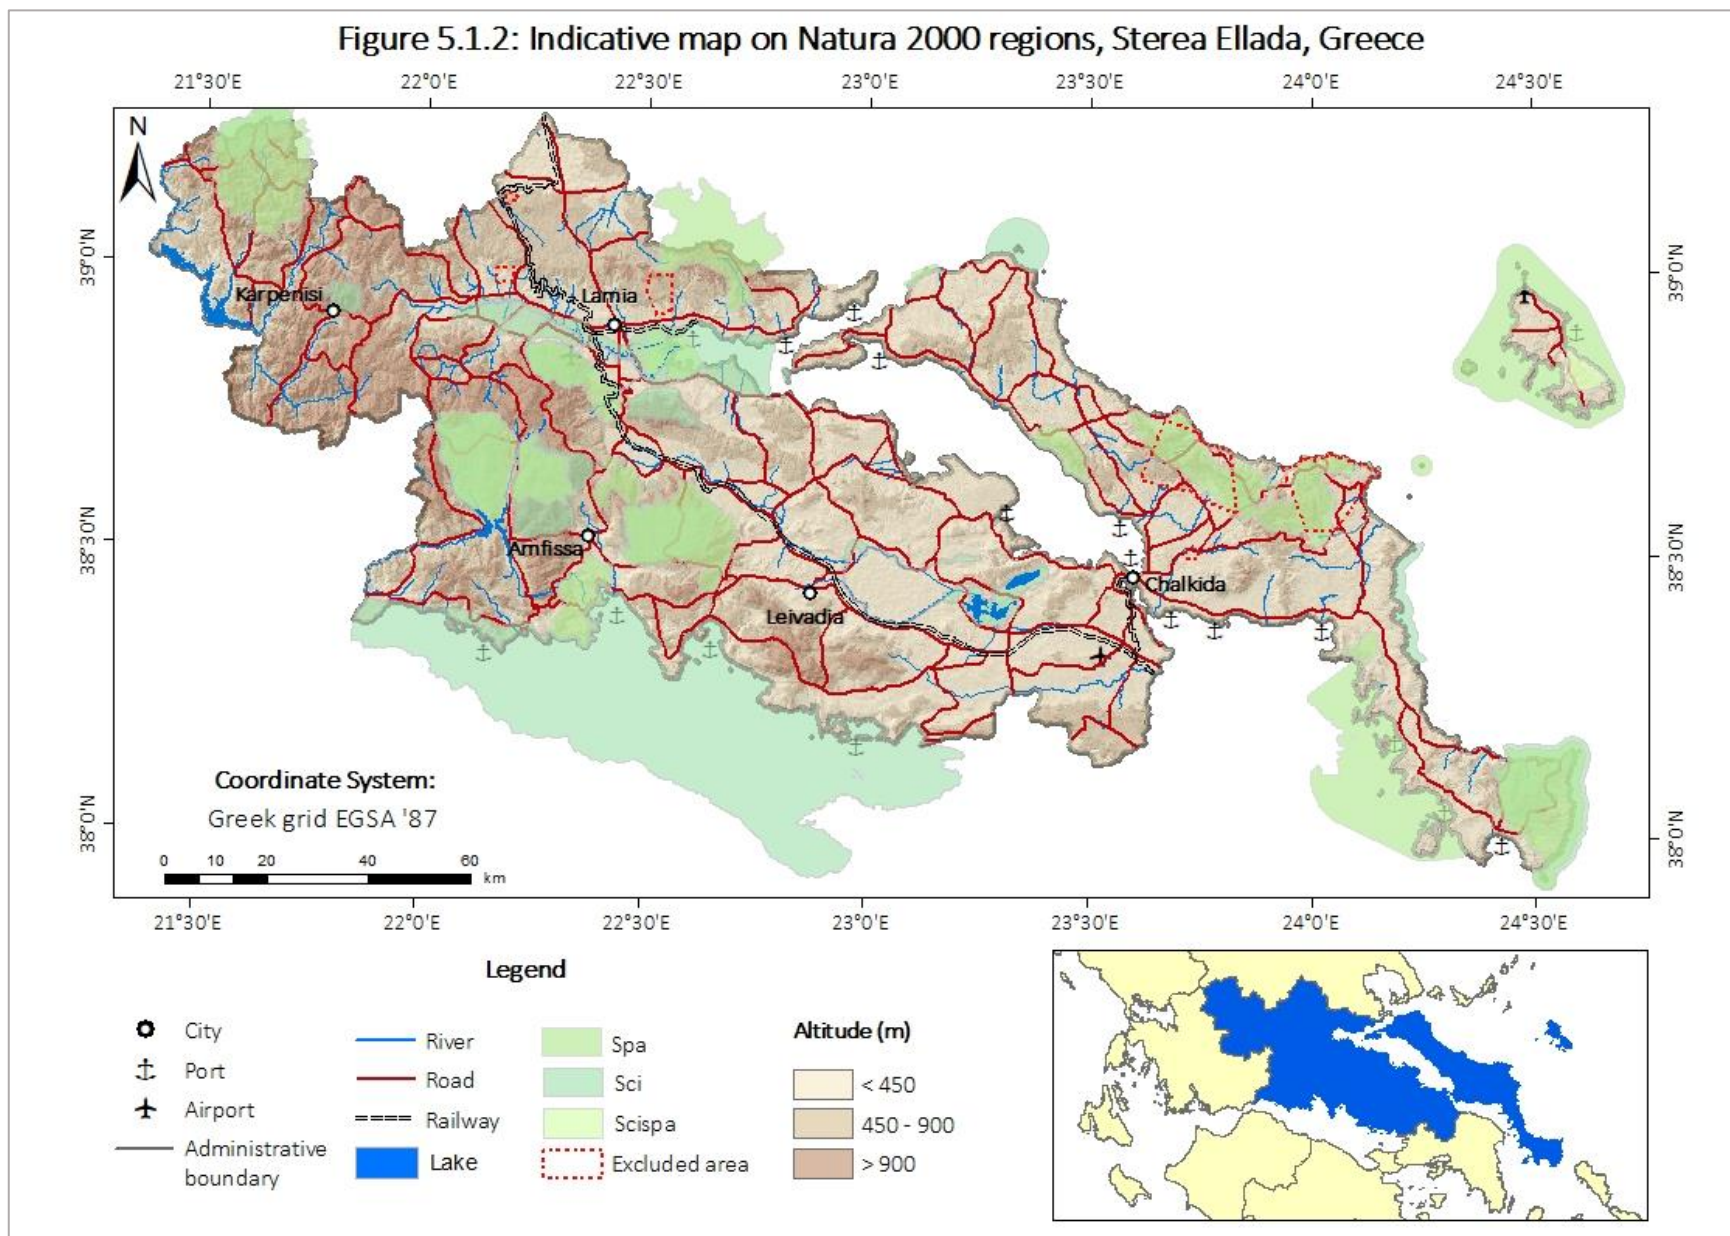 Figure 5.1.2: Indicative map on Natura 2000 regions, Sterea Ellada, Greece
21°30'E 22°0'E 22°30'E 23°0'E 23°30'E 24°0'E 24°30'E
N
39°0'N 39°0'N
Karpenisi
Lamia
38°30'N 38°30'N
Amfissa
Chalkida
Leivadia
Coordinate System:
Greek grid EGSA '87
38°0'N 38°0'N
0 10 20 40 60
km
21°30'E 22°0'E 22°30'E 23°0'E 23°30'E 24°0'E 24°30'E
Legend
City
Port
Airport
Administrative
boundary
River
Road
Railway
Lake
Spa
Sci
Scispa
Excluded area
Altitude (m)
< 450
450 - 900
> 900